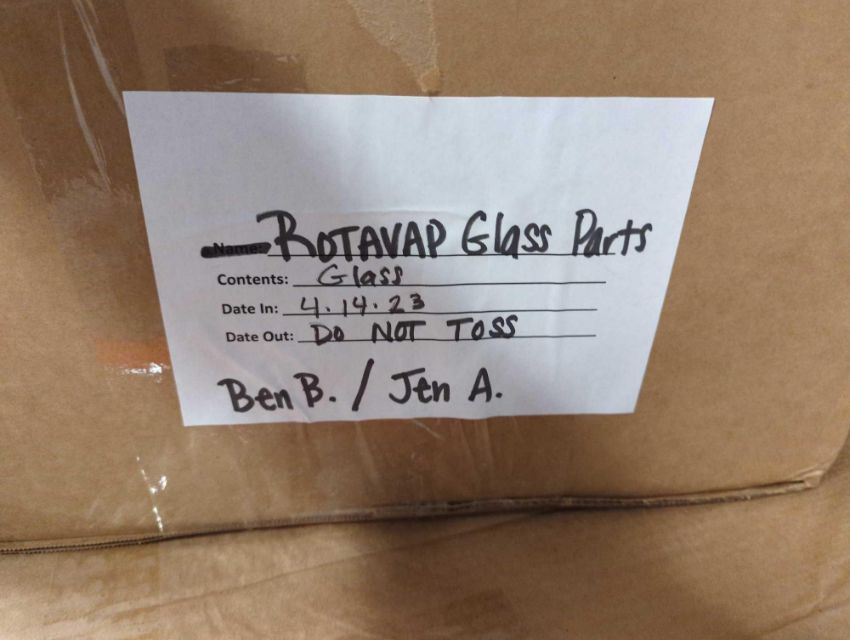 Name: ROTAVAP Glass Parts
Contents: Glass
Date In: 4.14.23
Date Out: DO NOT TOSS
Ben B. / Jen A.